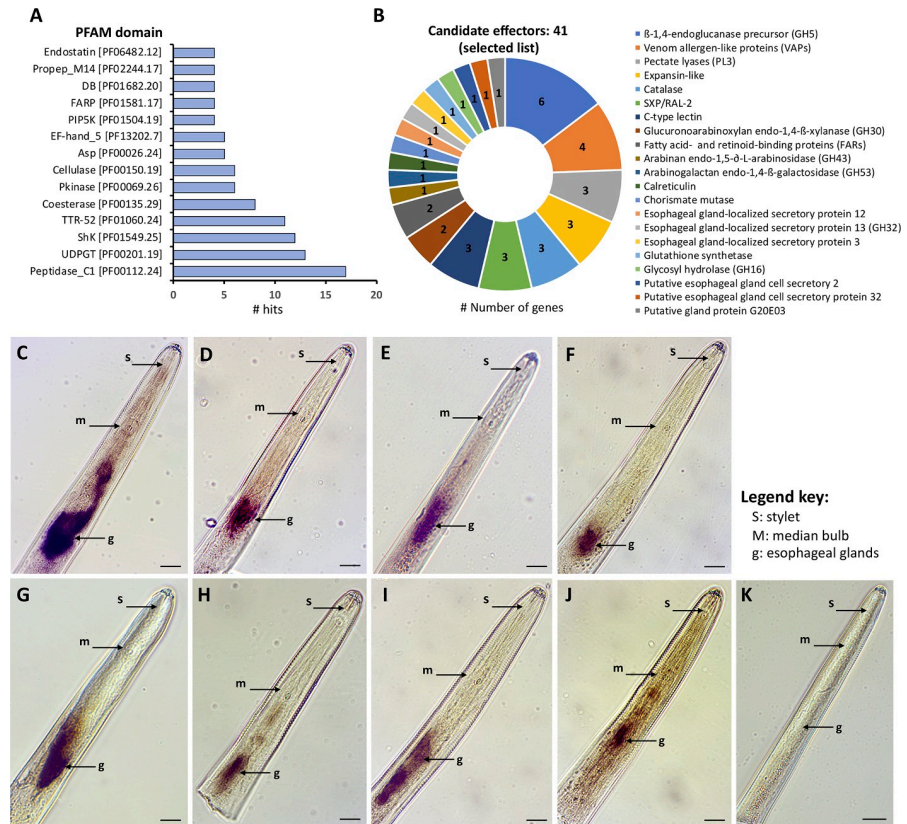 A
PFAM domain
Endostatin [PF06482.12]
Propep_M14 [PF02244.17]
DB [PF01682.20]
FARP [PF01581.17]
PIP5K [PF01504.19]
EF-hand_5 [PF13202.7]
Asp [PF00026.24]
Cellulase [PF00150.19]
Pkinase [PF00069.26]
Coesterase [PF00135.29]
TTR-52 [PF01060.24]
ShK [PF01549.25]
UDPGT [PF00201.19]
Peptidase_C1 [PF00112.24]
0 5 10 15 20
# hits
B
Candidate effectors: 41
(selected list)
6
4
3
3
3
3
3
2
2
1
1
1
1
1
1
1
1
1
1
1
1
# Number of genes
ß-1,4-endoglucanase precursor (GH5)
Venom allergen-like proteins (VAPs)
Pectate lyases (PL3)
Expansin-like
Catalase
SXP/RAL-2
C-type lectin
Glucuronoarabinoxylan endo-1,4-ß-xylanase (GH30)
Fatty acid- and retinoid-binding proteins (FARs)
Arabinan endo-1,5-∂-L-arabinosidase (GH43)
Arabinogalactan endo-1,4-ß-galactosidase (GH53)
Calreticulin
Chorismate mutase
Esophageal gland-localized secretory protein 12
Esophageal gland-localized secretory protein 13 (GH32)
Esophageal gland-localized secretory protein 3
Glutathione synthetase
Glycosyl hydrolase (GH16)
Putative esophageal gland cell secretory 2
Putative esophageal gland cell secretory protein 32
Putative gland protein G20E03
C
s
m
g
D
s
m
g
E
s
m
g
F
s
m
g
Legend key:
S: stylet
M: median bulb
g: esophageal glands
G
s
m
g
H
s
m
g
I
s
m
g
J
s
m
g
K
s
m
g